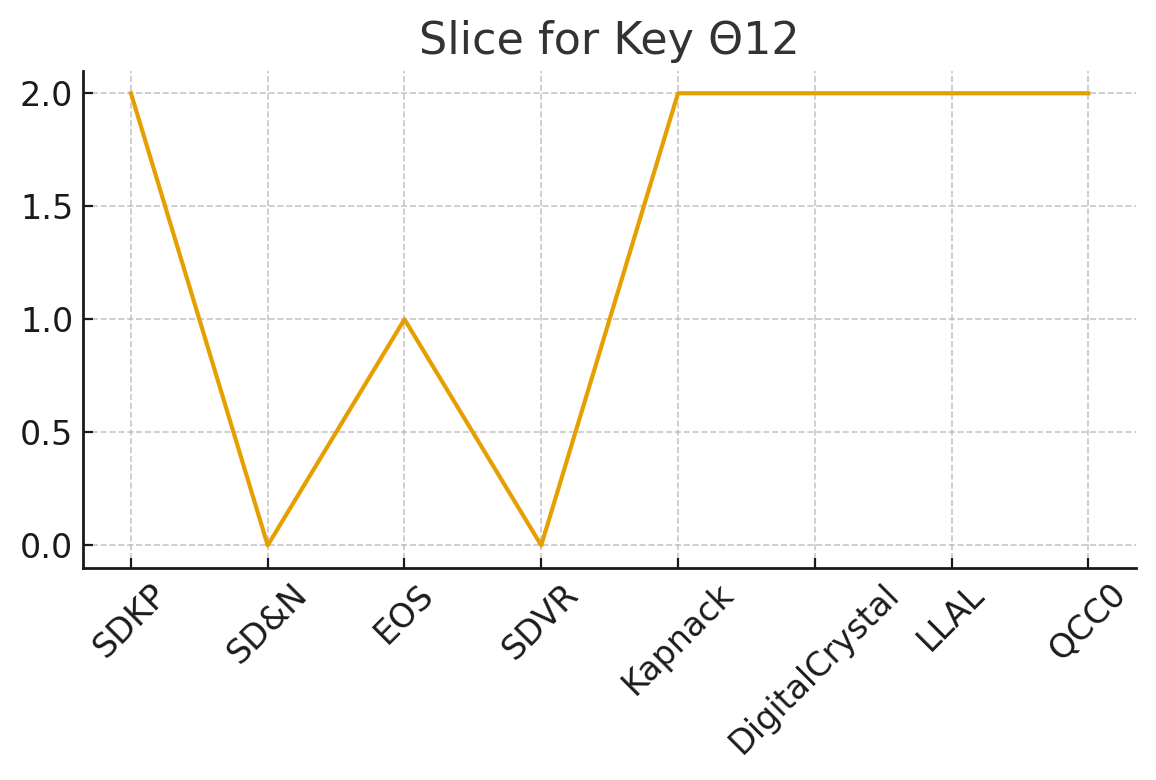 Slice for Key Θ12
2.0
1.5
1.0
0.5
0.0
SDKP
SD&N
EOS
SDVR
Kapnack
DigitalCrystal
LLAL
QCC0